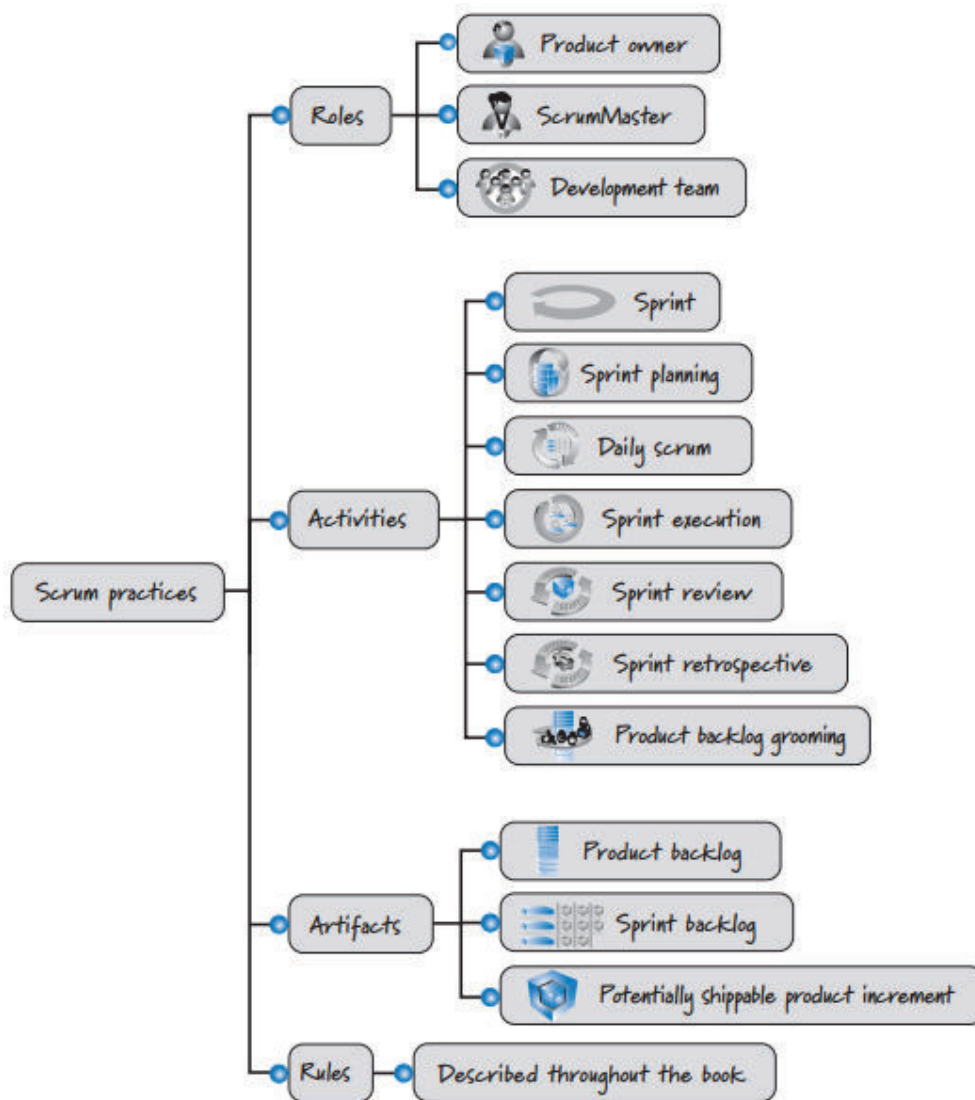 Product owner
Roles
ScrumMaster
Development team
Sprint
Sprint planning
Daily scrum
Activities
Sprint execution
Scrum practices
Sprint review
Sprint retrospective
Product backlog grooming
Product backlog
Artifacts
Sprint backlog
Potentially shippable product increment
Rules
Described throughout the book